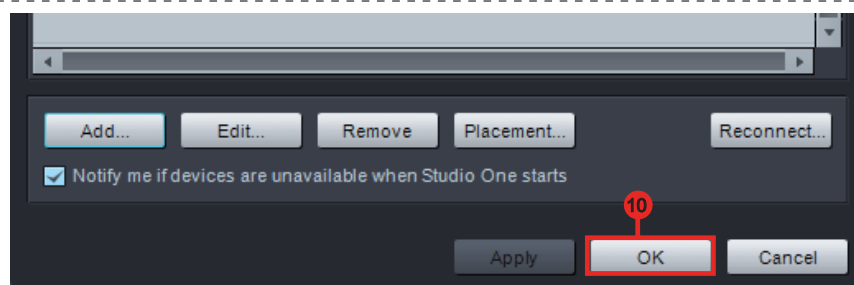 Add... Edit... Remove Placement... Reconnect...
Notify me if devices are unavailable when Studio One starts
10
Apply OK Cancel